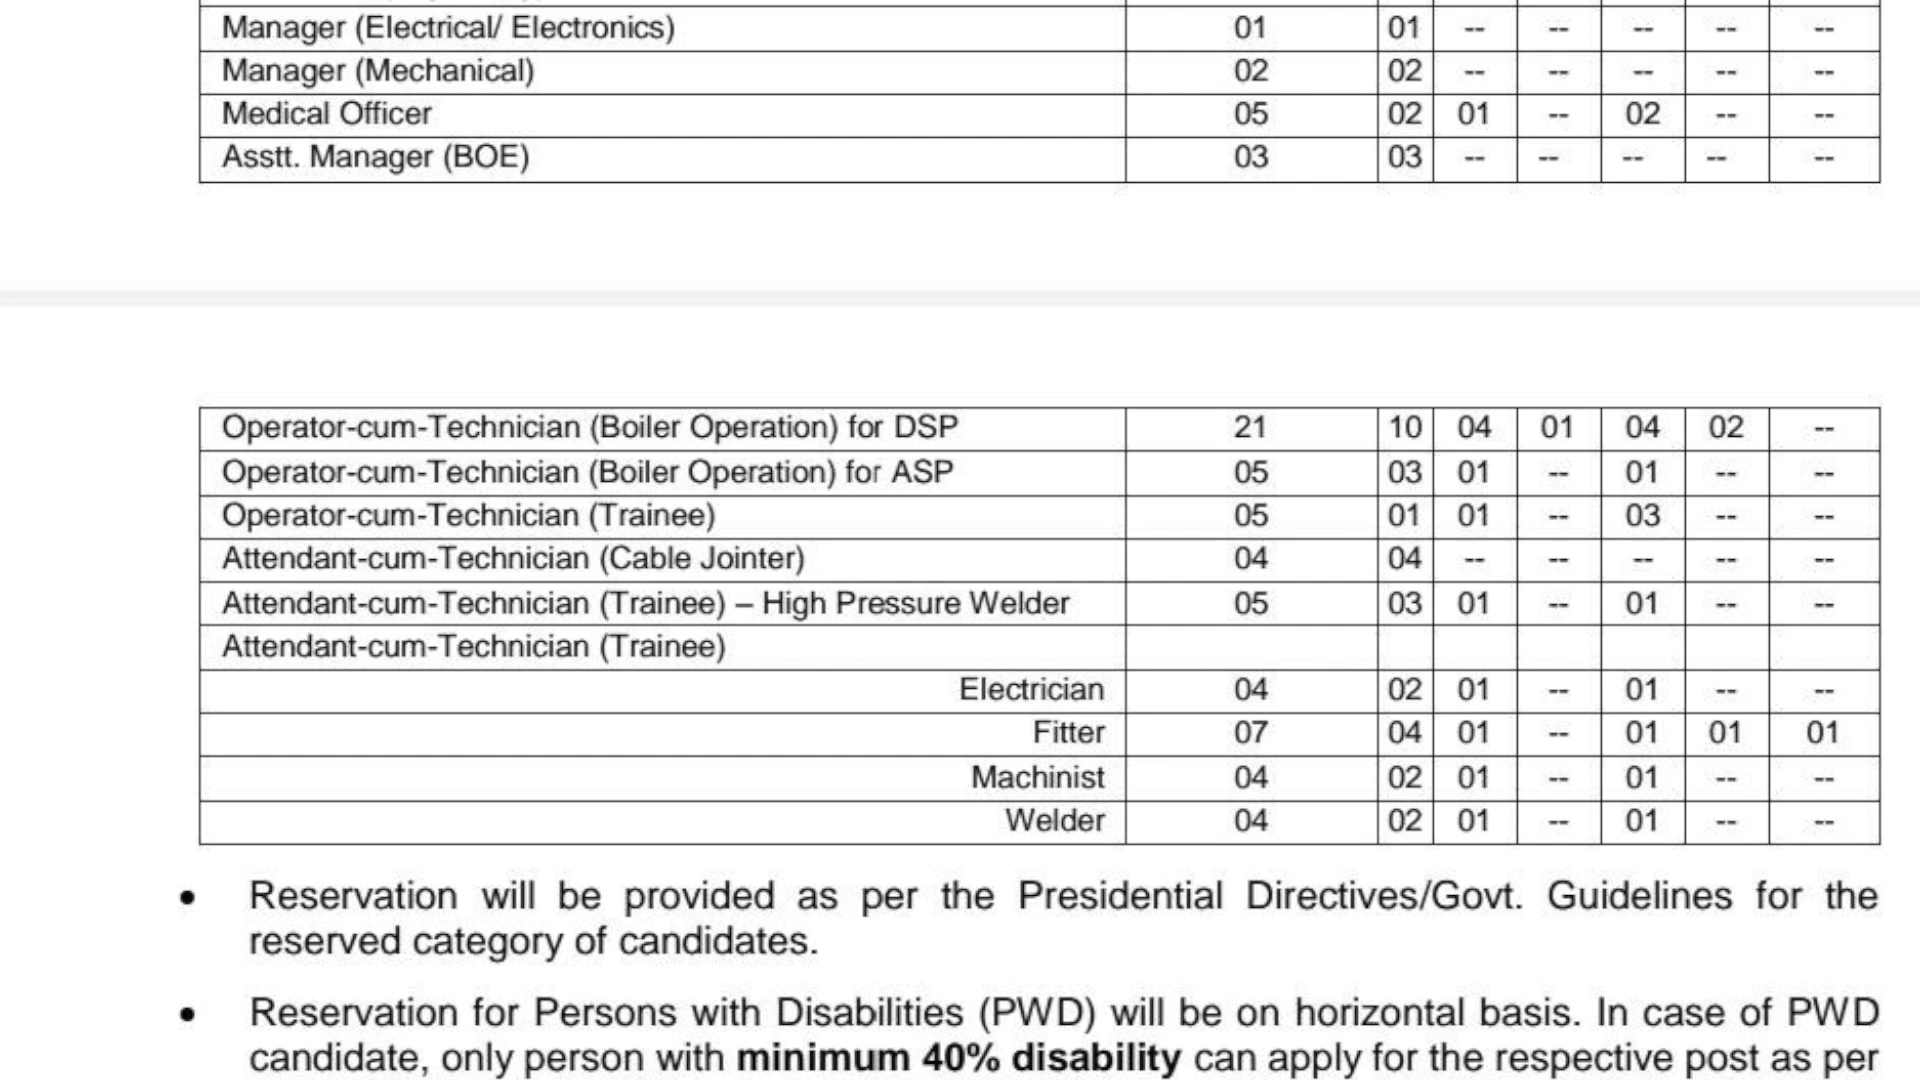 Manager (Electrical/ Electronics) 01 01 -- -- -- -- --
Manager (Mechanical) 02 02 -- -- -- -- --
Medical Officer 05 02 01 -- 02 -- --
Asstt. Manager (BOE) 03 03 -- -- -- -- --
Operator-cum-Technician (Boiler Operation) for DSP 21 10 04 01 04 02 --
Operator-cum-Technician (Boiler Operation) for ASP 05 03 01 -- 01 -- --
Operator-cum-Technician (Trainee) 05 01 01 -- 03 -- --
Attendant-cum-Technician (Cable Jointer) 04 04 -- -- -- -- --
Attendant-cum-Technician (Trainee) – High Pressure Welder 05 03 01 -- 01 -- --
Attendant-cum-Technician (Trainee)
Electrician 04 02 01 -- 01 -- --
Fitter 07 04 01 -- 01 01 01
Machinist 04 02 01 -- 01 -- --
Welder 04 02 01 -- 01 -- --
• Reservation will be provided as per the Presidential Directives/Govt. Guidelines for the
reserved category of candidates.
• Reservation for Persons with Disabilities (PWD) will be on horizontal basis. In case of PWD
candidate, only person with minimum 40% disability can apply for the respective post as per